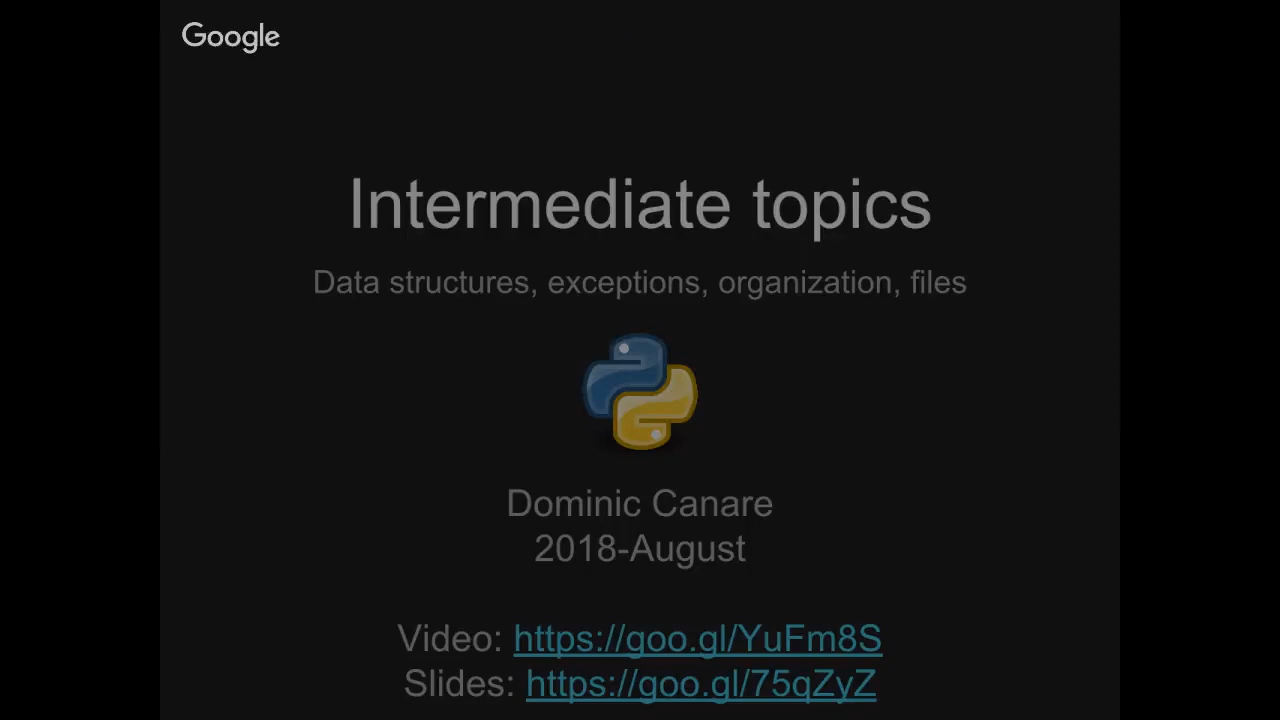 Google
Intermediate topics
Data structures, exceptions, organization, files
Dominic Canare
2018-August
Video: https://goo.gl/YuFm8S
Slides: https://goo.gl/75qZyZ